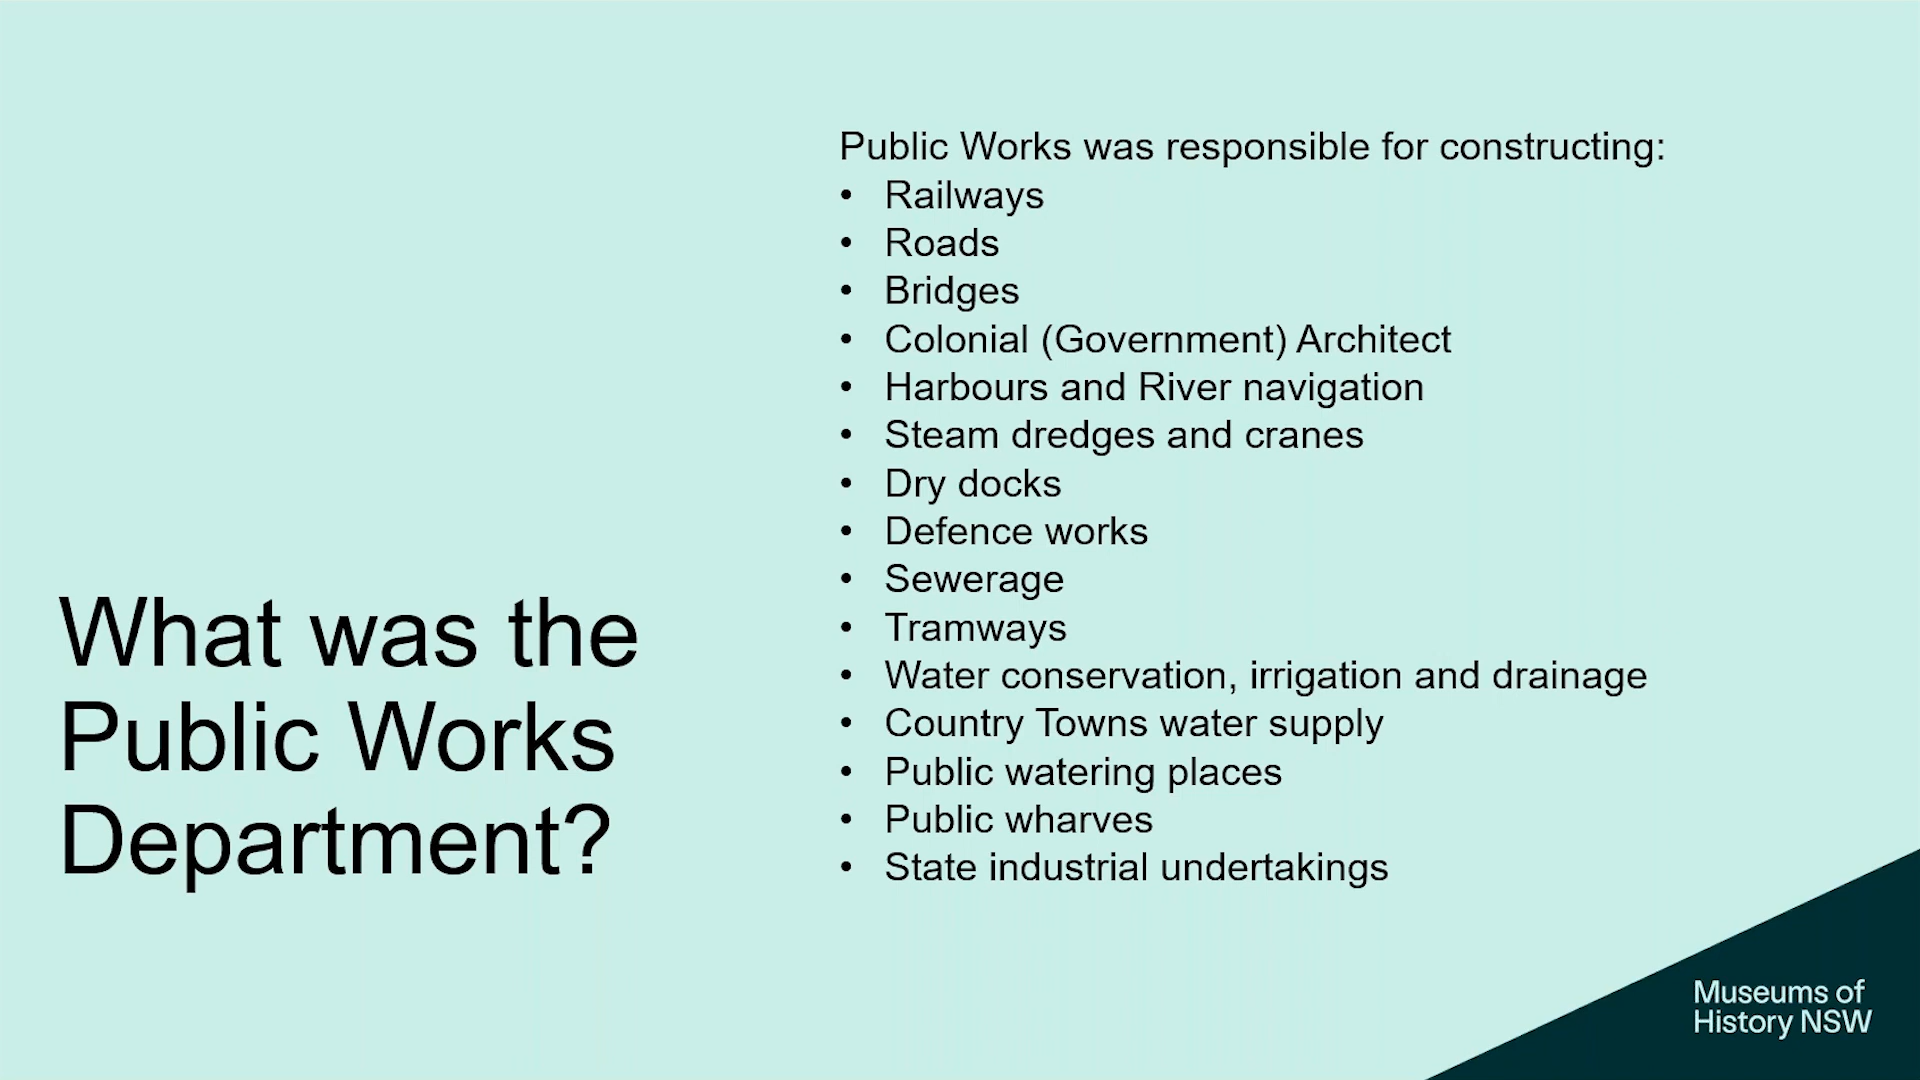 What was the
Public Works
Department?
Public Works was responsible for constructing:
• Railways
• Roads
• Bridges
• Colonial (Government) Architect
• Harbours and River navigation
• Steam dredges and cranes
• Dry docks
• Defence works
• Sewerage
• Tramways
• Water conservation, irrigation and drainage
• Country Towns water supply
• Public watering places
• Public wharves
• State industrial undertakings
Museums of
History NSW